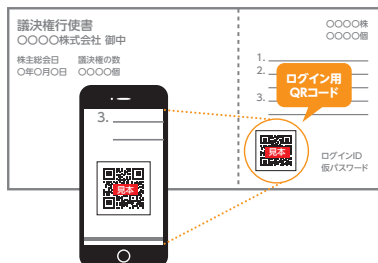 議決権行使書
○○○○株式会社 御中
株主総会日 議決権の数
○年○月○日 ○○○○個
○○○○株
○○○○個
1.
2.
3.
ログイン用
QRコード
見本
ログインID
仮パスワード
3.
見本